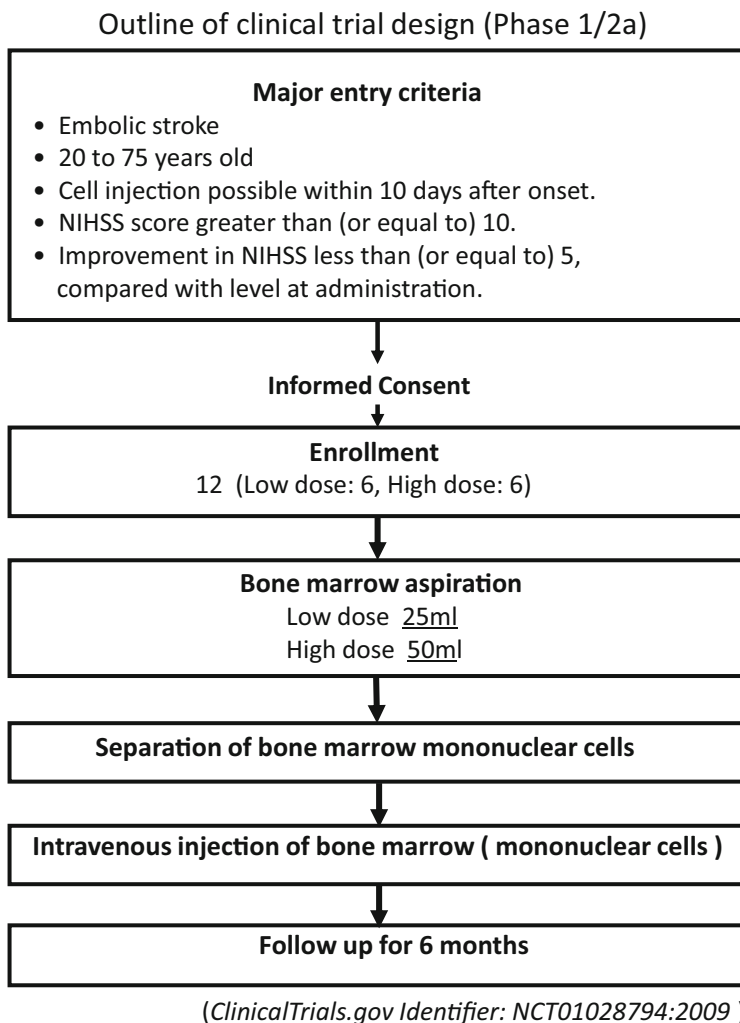 Outline of clinical trial design (Phase 1/2a)
Major entry criteria
• Embolic stroke
• 20 to 75 years old
• Cell injection possible within 10 days after onset.
• NIHSS score greater than (or equal to) 10.
• Improvement in NIHSS less than (or equal to) 5,
compared with level at administration.
Informed Consent
Enrollment
12 (Low dose: 6, High dose: 6)
Bone marrow aspiration
Low dose 25ml
High dose 50ml
Separation of bone marrow mononuclear cells
Intravenous injection of bone marrow ( mononuclear cells )
Follow up for 6 months
(ClinicalTrials.gov Identifier: NCT01028794:2009 )